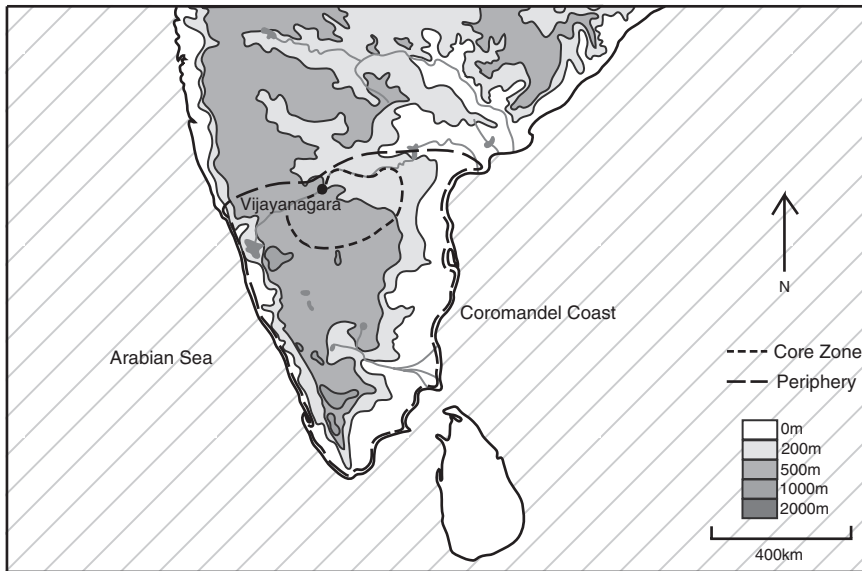 Vijayanagara
Coromandel Coast
Arabian Sea
N
Core Zone
Periphery
0m
200m
500m
1000m
2000m
400km